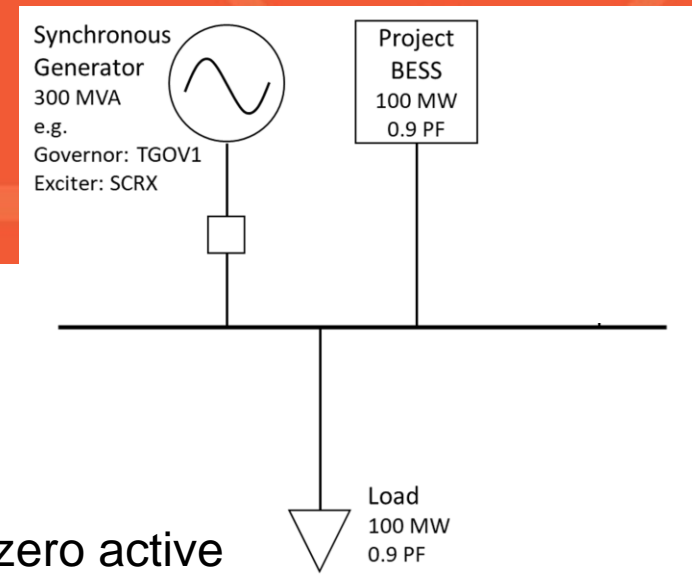 Synchronous
Generator
300 MVA
e.g.
Governor: TGOV1
Exciter: SCRX
Project
BESS
100 MW
0.9 PF
Load
100 MW
0.9 PF
zero active